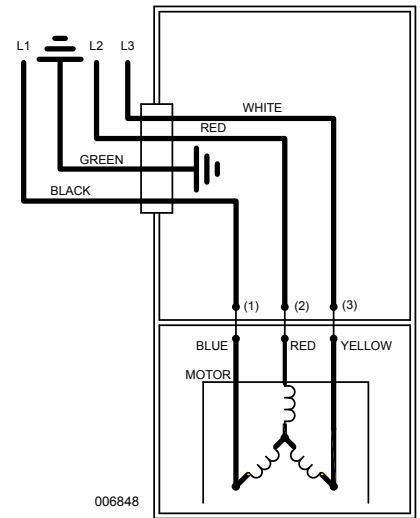 L1 L2 L3
WHITE
RED
GREEN
BLACK
(1) (2) (3)
BLUE RED YELLOW
MOTOR
006848